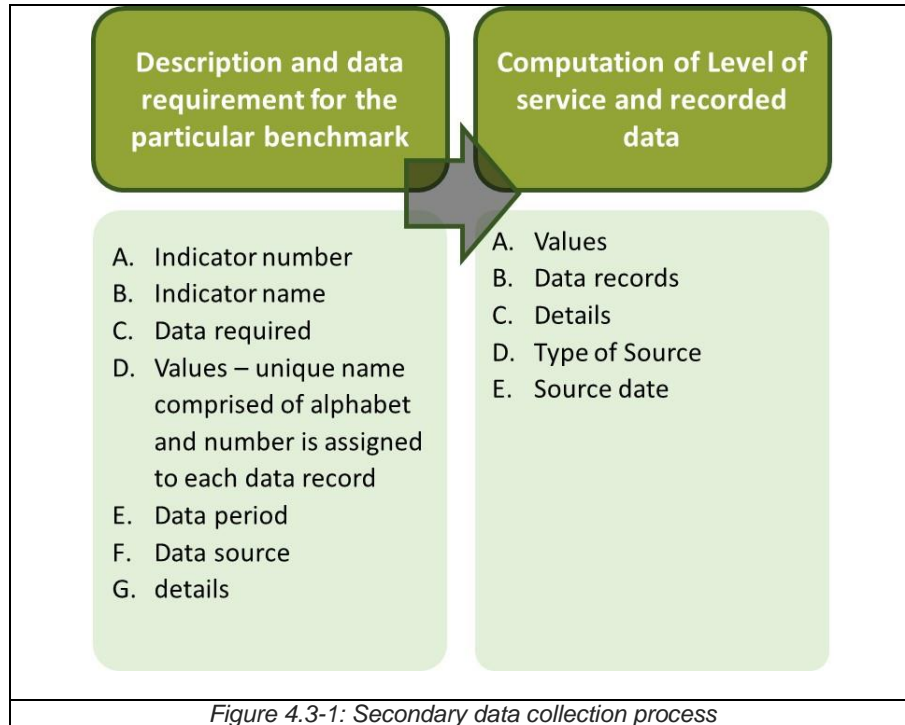 Description and data
requirement for the
particular benchmark
A. Indicator number
B. Indicator name
C. Data required
D. Values – unique name
comprised of alphabet
and number is assigned
to each data record
E. Data period
F. Data source
G. details
Computation of Level of
service and recorded
data
A. Values
B. Data records
C. Details
D. Type of Source
E. Source date
Figure 4.3-1: Secondary data collection process